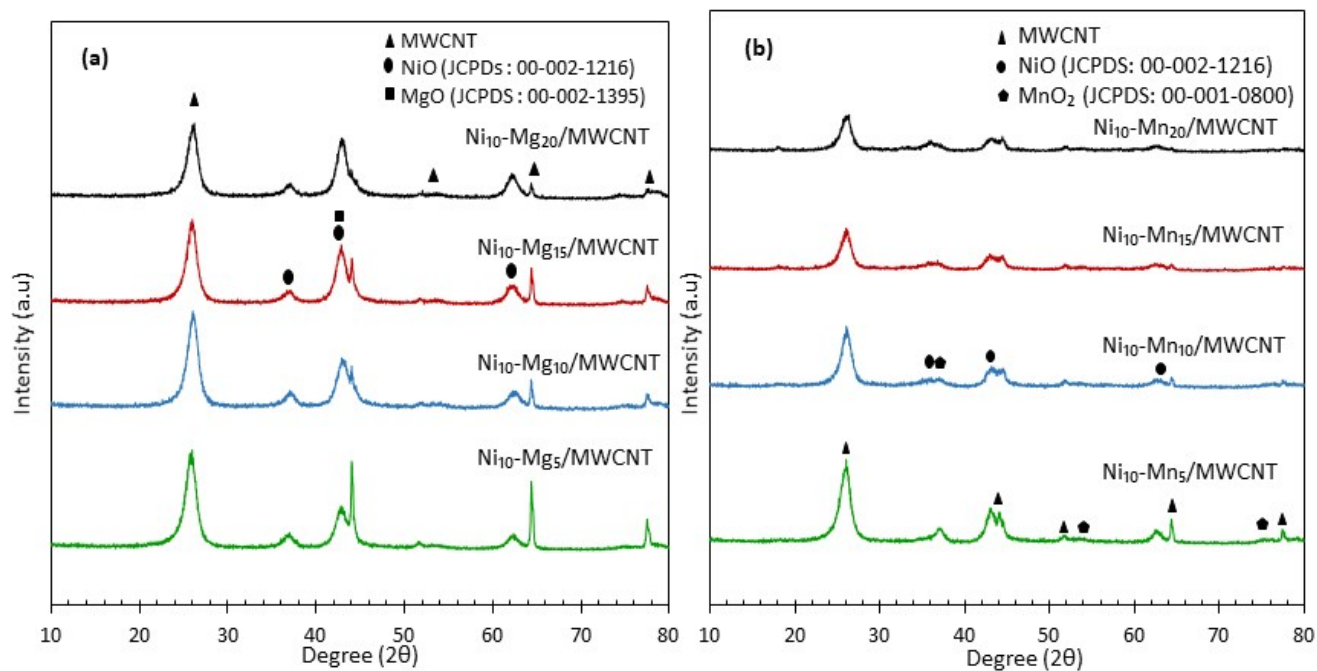 (a)
▲ MWCNT
● NiO (JCPDs : 00-002-1216)
■ MgO (JCPDS : 00-002-1395)
Ni₁₀-Mg₂₀/MWCNT
Ni₁₀-Mg₁₅/MWCNT
Ni₁₀-Mg₁₀/MWCNT
Ni₁₀-Mg₅/MWCNT
Intensity (a.u)
10 20 30 40 50 60 70 80
Degree (2θ)
(b)
▲ MWCNT
● NiO (JCPDS: 00-002-1216)
⬟ MnO₂ (JCPDS: 00-001-0800)
Ni₁₀-Mn₂₀/MWCNT
Ni₁₀-Mn₁₅/MWCNT
Ni₁₀-Mn₁₀/MWCNT
Ni₁₀-Mn₅/MWCNT
Intensity (a.u)
10 20 30 40 50 60 70 80
Degree (2θ)